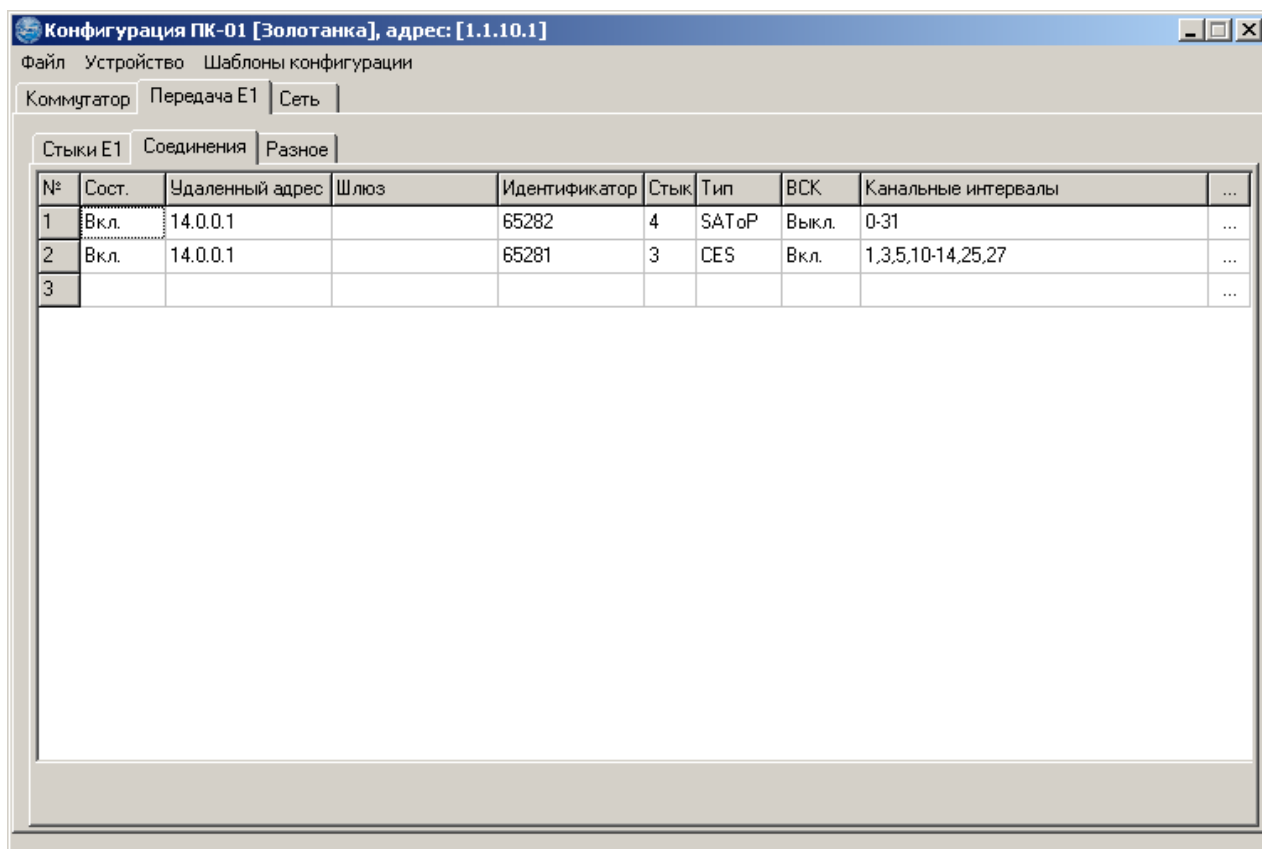 Конфигурация ПК-01 [Золотанка], адрес: [1.1.10.1]
Файл Устройство Шаблоны конфигурации
Коммутатор Передача E1 Сеть
Стыки E1 Соединения Разное
№ Сост. Удаленный адрес Шлюз Идентификатор Стык Тип ВСК Канальные интервалы ...
1 Вкл. 14.0.0.1 65282 4 SAToP Выкл. 0-31 ...
2 Вкл. 14.0.0.1 65281 3 CES Вкл. 1,3,5,10-14,25,27 ...
3 ...